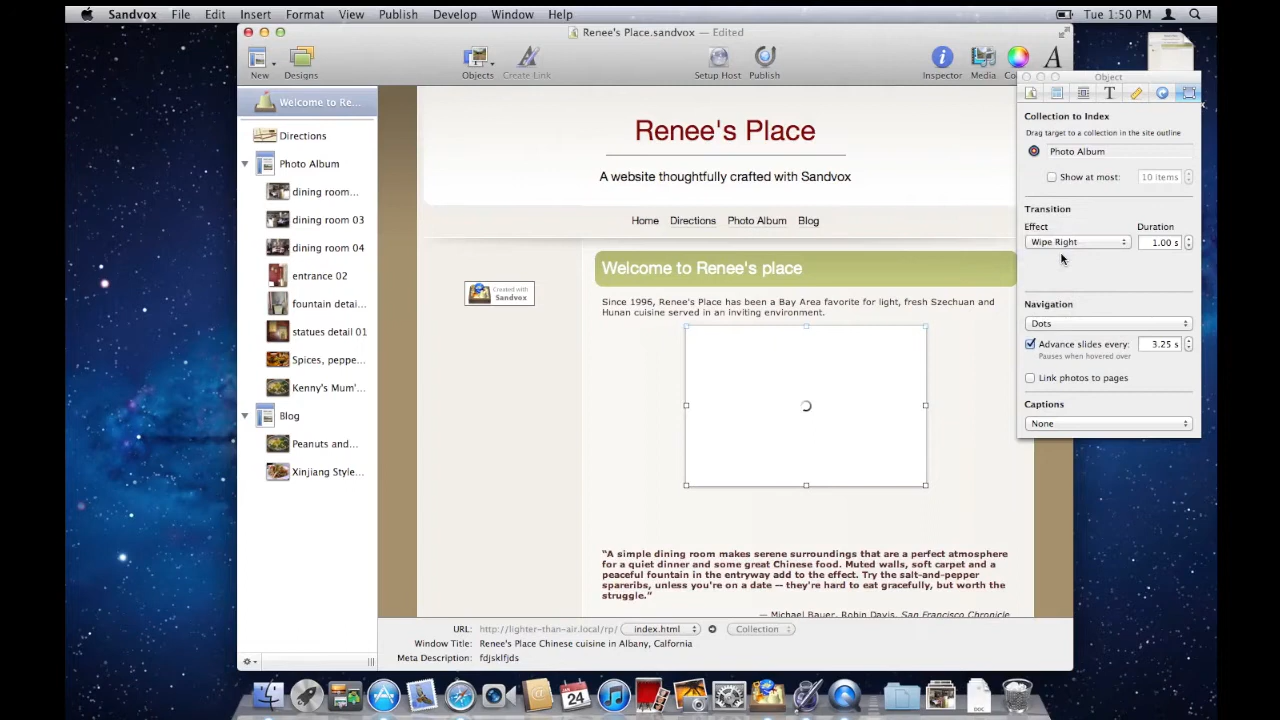 Sandvox File Edit Insert Format View Publish Develop Window Help
Tue 1:50 PM
Renee's Place.sandvox — Edited
New Designs Objects Create Link Setup Host Publish Inspector Media
Welcome to Re...
Directions
Photo Album
dining room...
dining room 03
dining room 04
entrance 02
fountain detai...
statues detail 01
Spices, peppe...
Kenny's Mum'...
Blog
Peanuts and...
Xinjiang Style...
Renee's Place
A website thoughtfully crafted with Sandvox
Home Directions Photo Album Blog
Created with
Sandvox
Welcome to Renee's place
Since 1996, Renee's Place has been a Bay Area favorite for light, fresh Szechuan and
Hunan cuisine served in an inviting environment.
“A simple dining room makes serene surroundings that are a perfect atmosphere
for a quiet dinner and some great Chinese food. Muted walls, soft carpet and a
peaceful fountain in the entryway add to the effect. Try the salt-and-pepper
spareribs, unless you're on a date — they're hard to eat gracefully, but worth the
struggle.”
— Michael Bauer, Robin Davis, San Francisco Chronicle
URL: http://lighter-than-air.local/rp/ index.html Collection
Window Title: Renee's Place Chinese cuisine in Albany, Calfornia
Meta Description: fdjsklfjds
Object
Collection to Index
Drag target to a collection in the site outline
Photo Album
Show at most: 10 items
Transition
Effect Duration
Wipe Right 1.00 s
Navigation
Dots
Advance slides every: 3.25 s
Pauses when hovered over
Link photos to pages
Captions
None
JAN
24
DOC